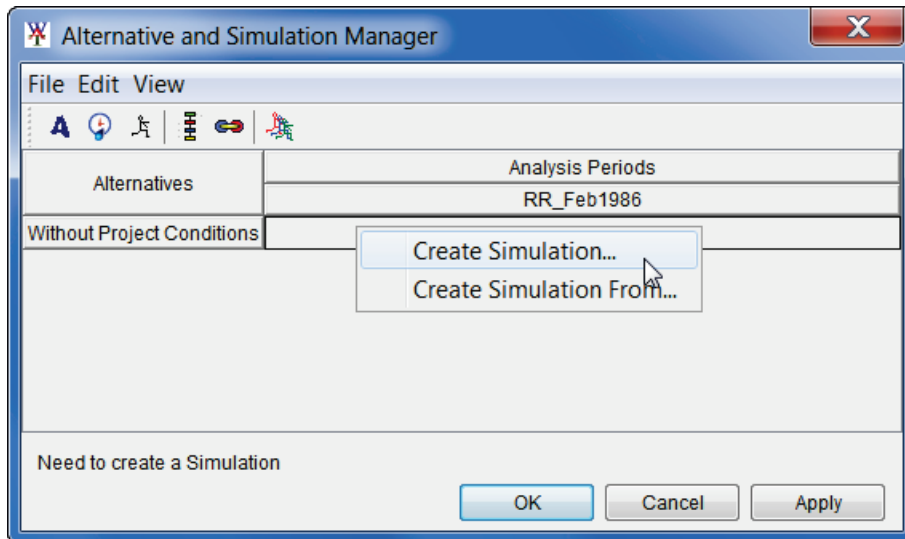 Alternative and Simulation Manager
File Edit View
Alternatives
Analysis Periods
RR_Feb1986
Without Project Conditions
Create Simulation...
Create Simulation From...
Need to create a Simulation
OK Cancel Apply